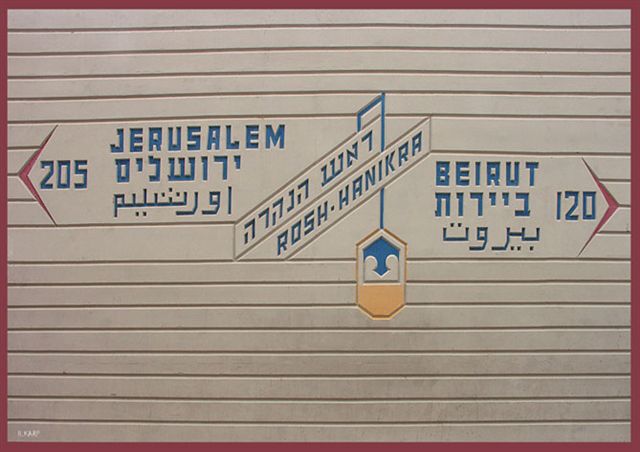 205
JERUSALEM
ירושלים
اورشليم
ראש הנקרה
ROSH-HANIKRA
BEIRUT
ביירות
بيروت
120